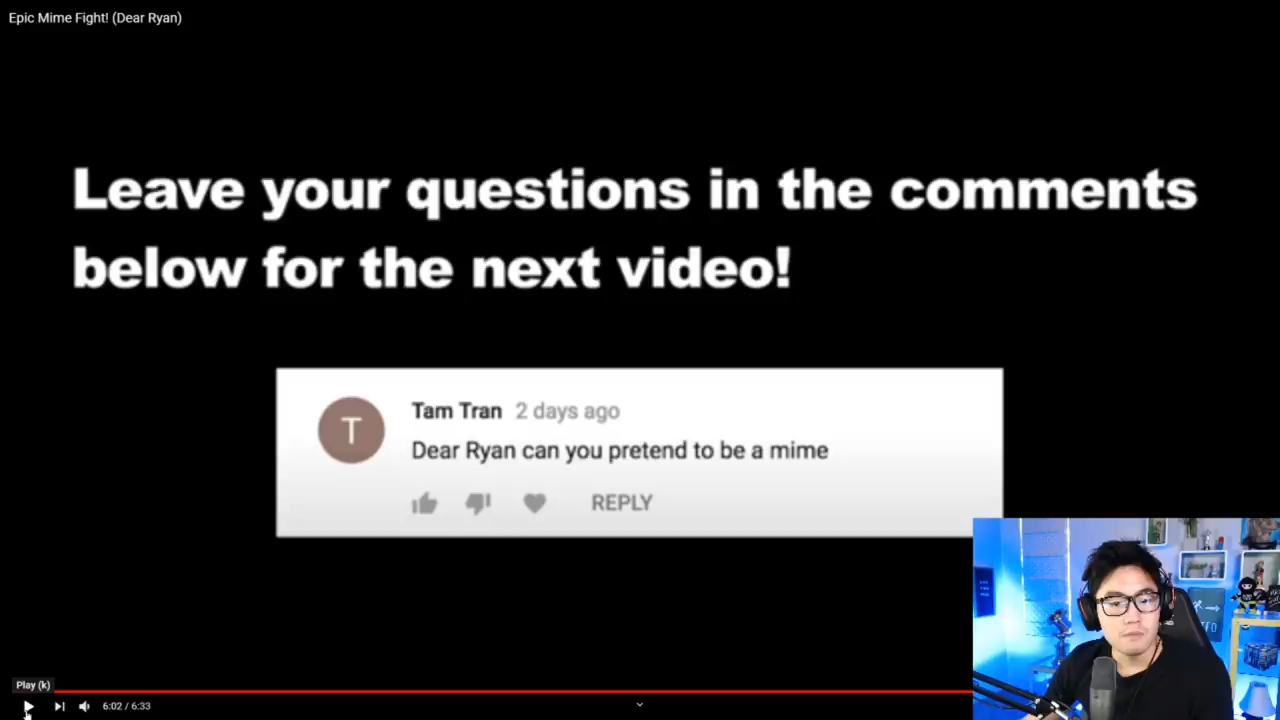 Epic Mime Fight! (Dear Ryan)
Leave your questions in the comments
below for the next video!
T
Tam Tran 2 days ago
Dear Ryan can you pretend to be a mime
REPLY
Play (k)
6:02 / 6:33